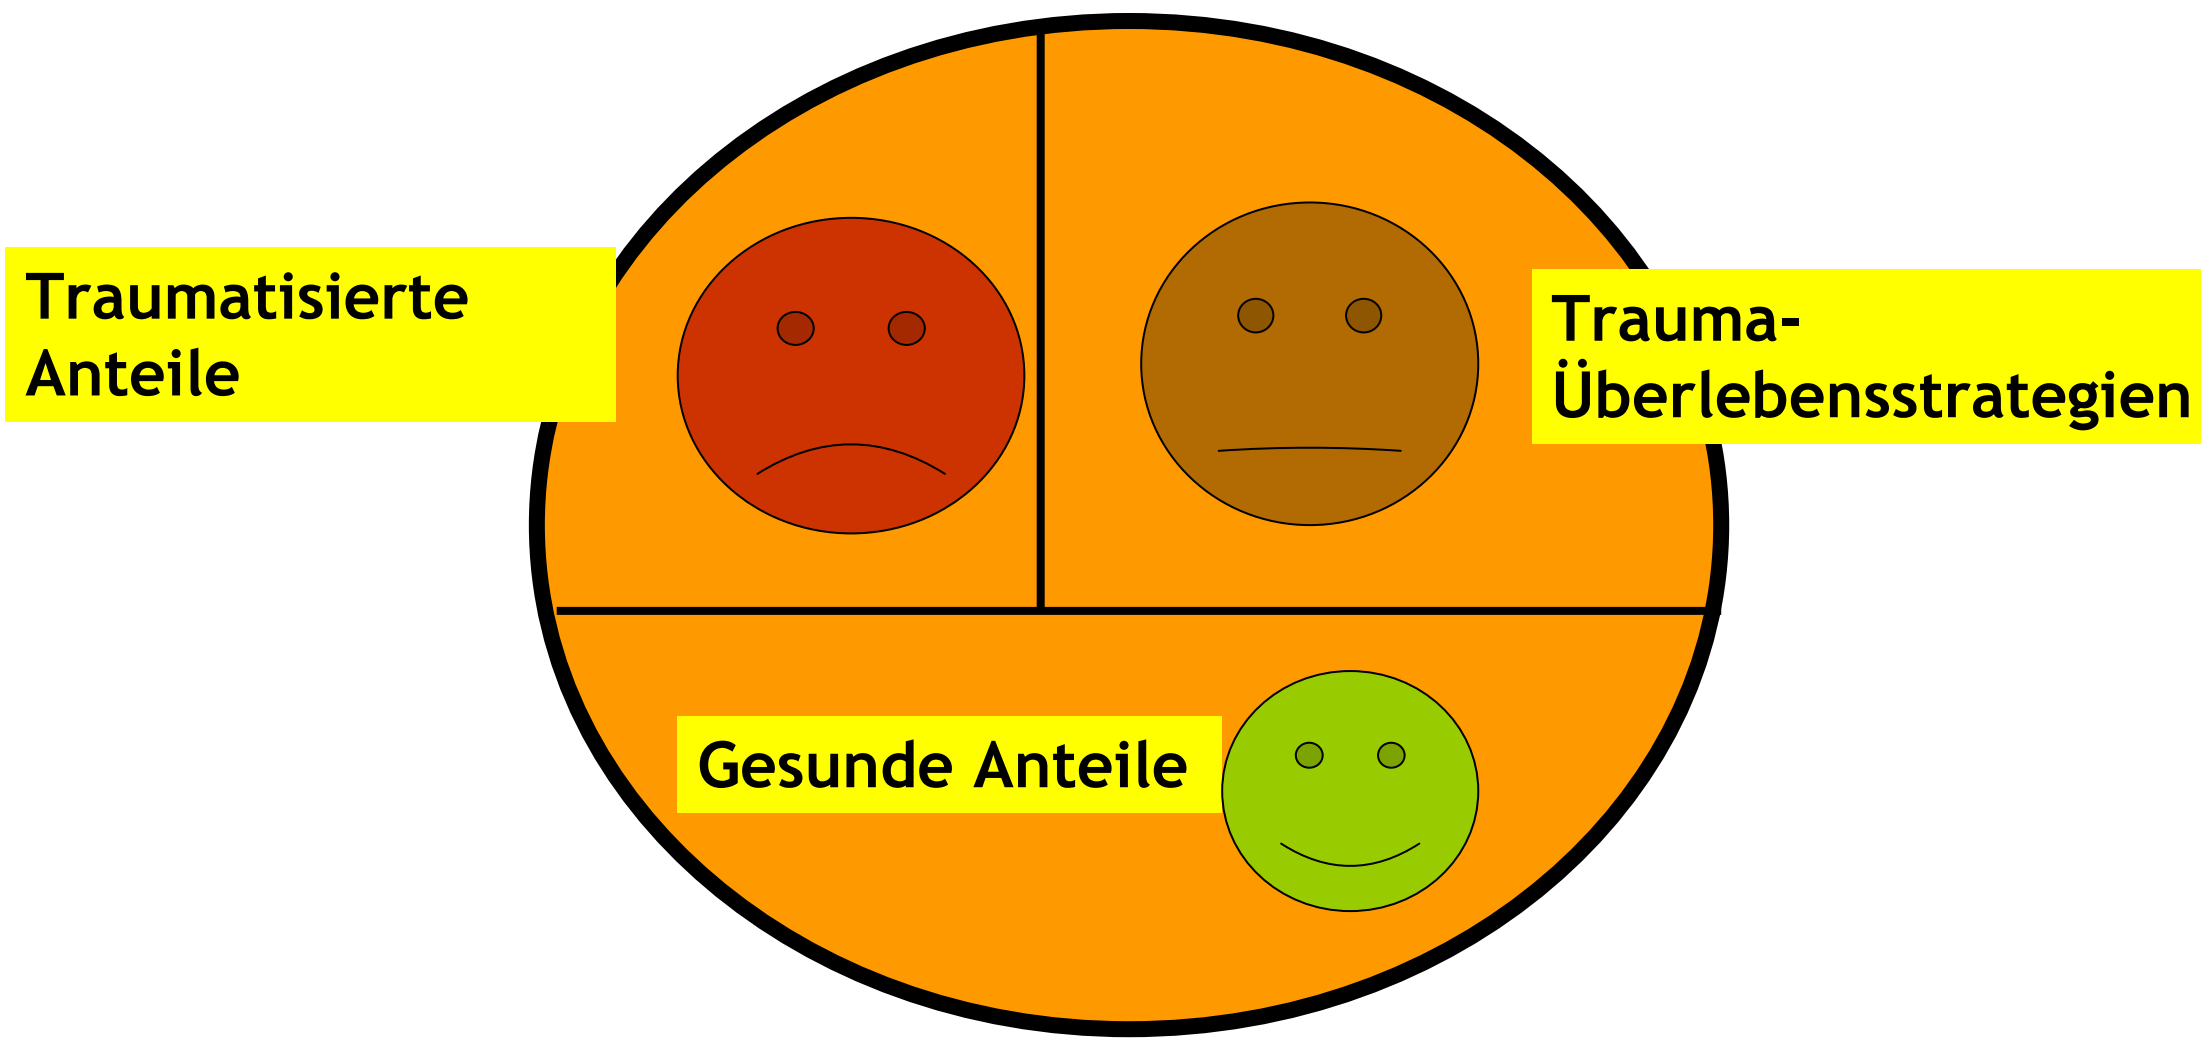 Traumatisierte
Anteile
Trauma-
Überlebensstrategien
Gesunde Anteile